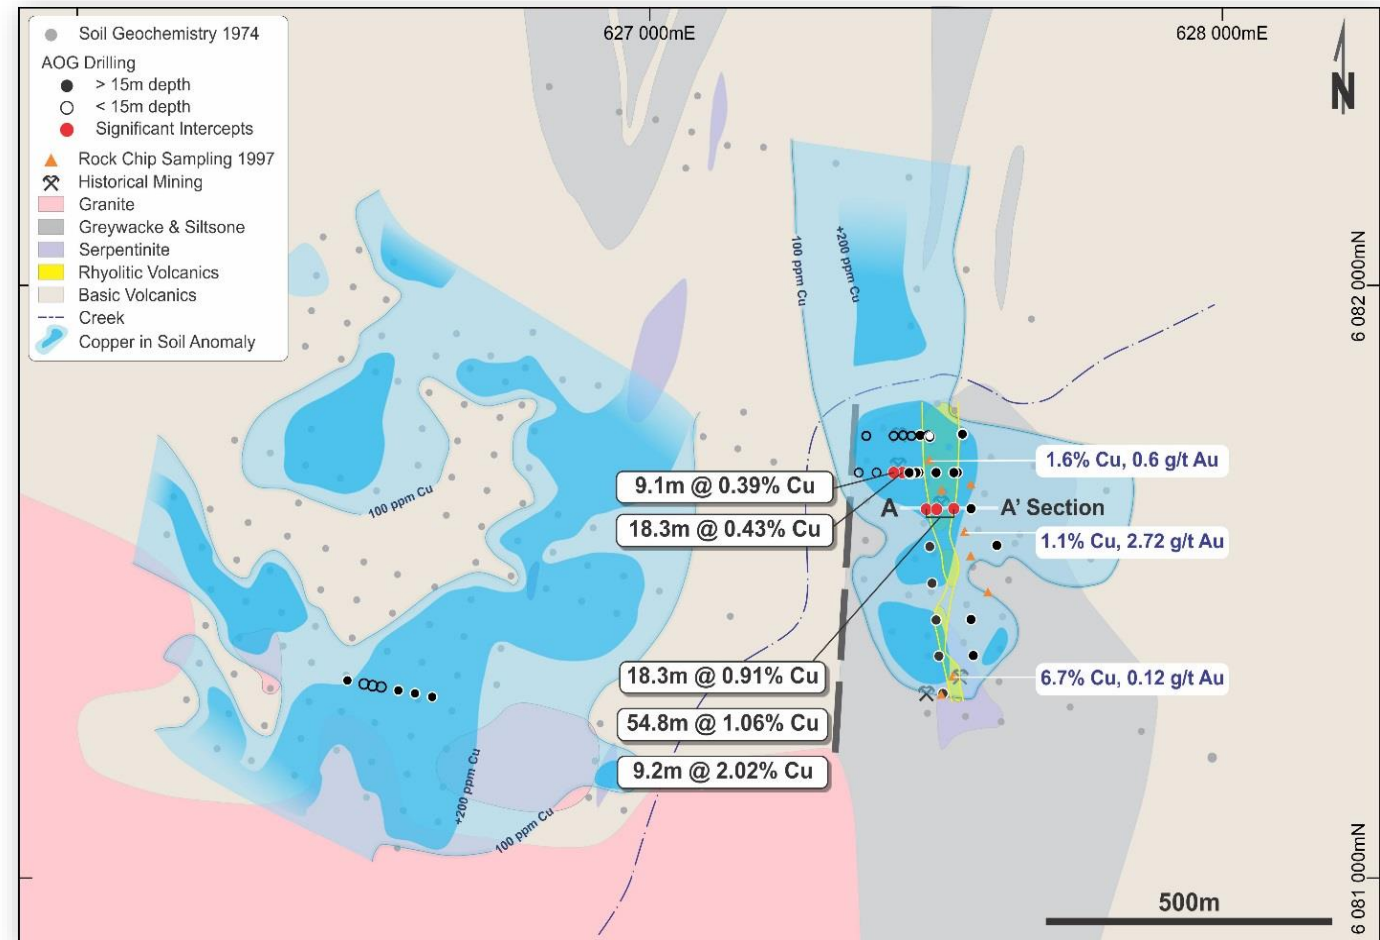 Soil Geochemistry 1974
AOG Drilling
> 15m depth
< 15m depth
Significant Intercepts
Rock Chip Sampling 1997
Historical Mining
Granite
Greywacke & Siltsone
Serpentinite
Rhyolitic Volcanics
Basic Volcanics
Creek
Copper in Soil Anomaly
627 000mE
628 000mE
N
6 082 000mN
100 ppm Cu
+200 ppm Cu
1.6% Cu, 0.6 g/t Au
9.1m @ 0.39% Cu
100 ppm Cu
A
A' Section
18.3m @ 0.43% Cu
1.1% Cu, 2.72 g/t Au
18.3m @ 0.91% Cu
6.7% Cu, 0.12 g/t Au
54.8m @ 1.06% Cu
9.2m @ 2.02% Cu
+200 ppm Cu
100 ppm Cu
6 081 000mN
500m